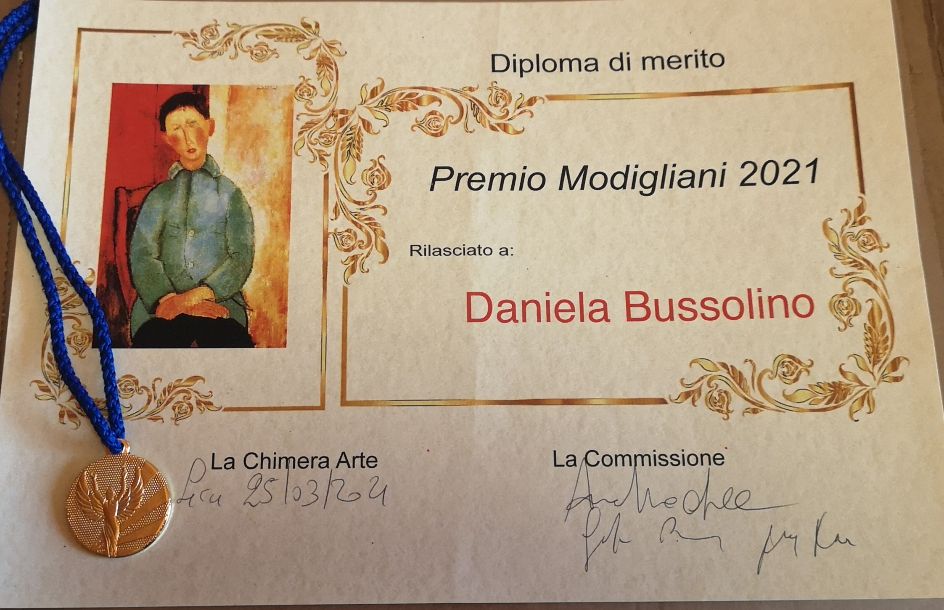 Diploma di merito
Premio Modigliani 2021
Rilasciato a:
Daniela Bussolino
La Chimera Arte
La Commissione
25/03/2021